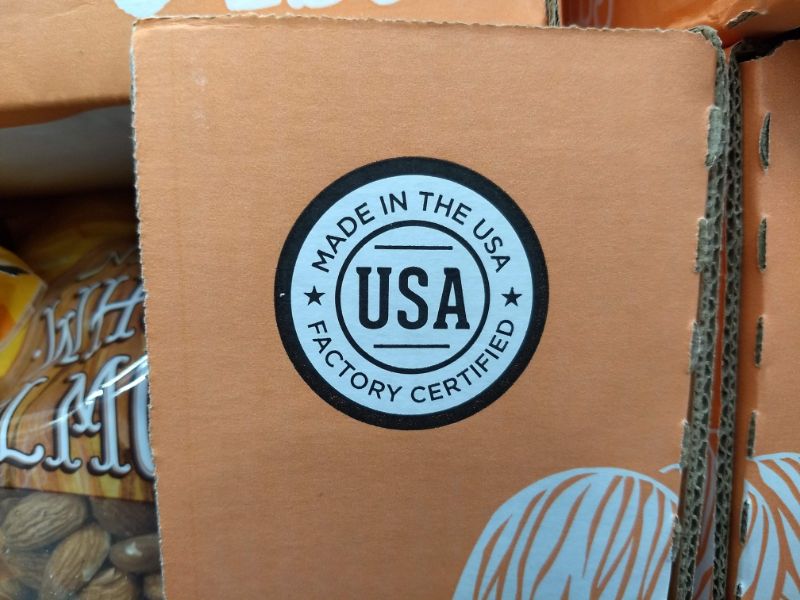 MADE IN THE USA
USA
FACTORY CERTIFIED